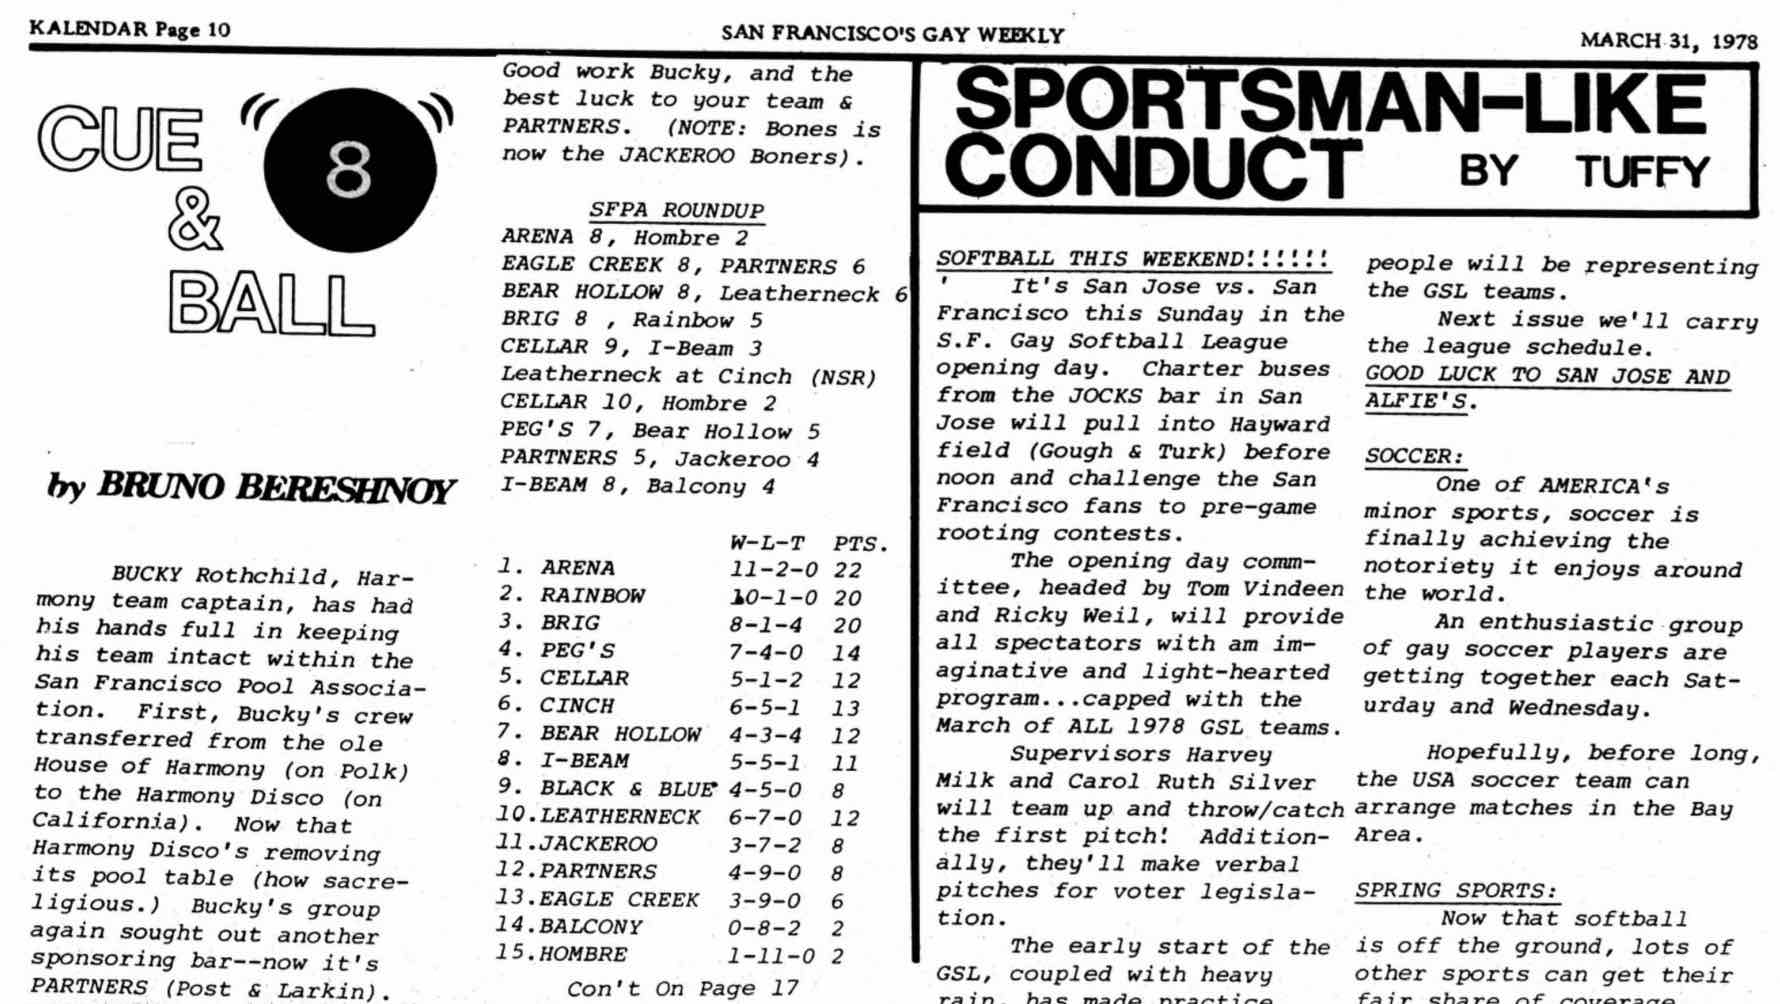 KALENDAR Page 10
SAN FRANCISCO'S GAY WEEKLY
MARCH 31, 1978
CUE
&
BALL
8
by BRUNO BERESHNOY
BUCKY Rothchild, Har-
mony team captain, has had
his hands full in keeping
his team intact within the
San Francisco Pool Associa-
tion. First, Bucky's crew
transferred from the ole
House of Harmony (on Polk)
to the Harmony Disco (on
California). Now that
Harmony Disco's removing
its pool table (how sacre-
ligious.) Bucky's group
again sought out another
sponsoring bar--now it's
PARTNERS (Post & Larkin).
Good work Bucky, and the
best luck to your team &
PARTNERS. (NOTE: Bones is
now the JACKEROO Boners).
SFPA ROUNDUP
ARENA 8, Hombre 2
EAGLE CREEK 8, PARTNERS 6
BEAR HOLLOW 8, Leatherneck 6
BRIG 8 , Rainbow 5
CELLAR 9, I-Beam 3
Leatherneck at Cinch (NSR)
CELLAR 10, Hombre 2
PEG'S 7, Bear Hollow 5
PARTNERS 5, Jackeroo 4
I-BEAM 8, Balcony 4
W-L-T PTS.
1. ARENA 11-2-0 22
2. RAINBOW 10-1-0 20
3. BRIG 8-1-4 20
4. PEG'S 7-4-0 14
5. CELLAR 5-1-2 12
6. CINCH 6-5-1 13
7. BEAR HOLLOW 4-3-4 12
8. I-BEAM 5-5-1 11
9. BLACK & BLUE 4-5-0 8
10.LEATHERNECK 6-7-0 12
11.JACKEROO 3-7-2 8
12.PARTNERS 4-9-0 8
13.EAGLE CREEK 3-9-0 6
14.BALCONY 0-8-2 2
15.HOMBRE 1-11-0 2
Con't On Page 17
SPORTSMAN-LIKE
CONDUCT BY TUFFY
SOFTBALL THIS WEEKEND!!!!!!
It's San Jose vs. San
Francisco this Sunday in the
S.F. Gay Softball League
opening day. Charter buses
from the JOCKS bar in San
Jose will pull into Hayward
field (Gough & Turk) before
noon and challenge the San
Francisco fans to pre-game
rooting contests.
The opening day comm-
ittee, headed by Tom Vindeen
and Ricky Weil, will provide
all spectators with am im-
aginative and light-hearted
program...capped with the
March of ALL 1978 GSL teams.
Supervisors Harvey
Milk and Carol Ruth Silver
will team up and throw/catch
the first pitch! Addition-
ally, they'll make verbal
pitches for voter legisla-
tion.
The early start of the
GSL, coupled with heavy
rain, has made practice
people will be representing
the GSL teams.
Next issue we'll carry
the league schedule.
GOOD LUCK TO SAN JOSE AND
ALFIE'S.
SOCCER:
One of AMERICA's
minor sports, soccer is
finally achieving the
notoriety it enjoys around
the world.
An enthusiastic group
of gay soccer players are
getting together each Sat-
urday and Wednesday.
Hopefully, before long,
the USA soccer team can
arrange matches in the Bay
Area.
SPRING SPORTS:
Now that softball
is off the ground, lots of
other sports can get their
fair share of coverage